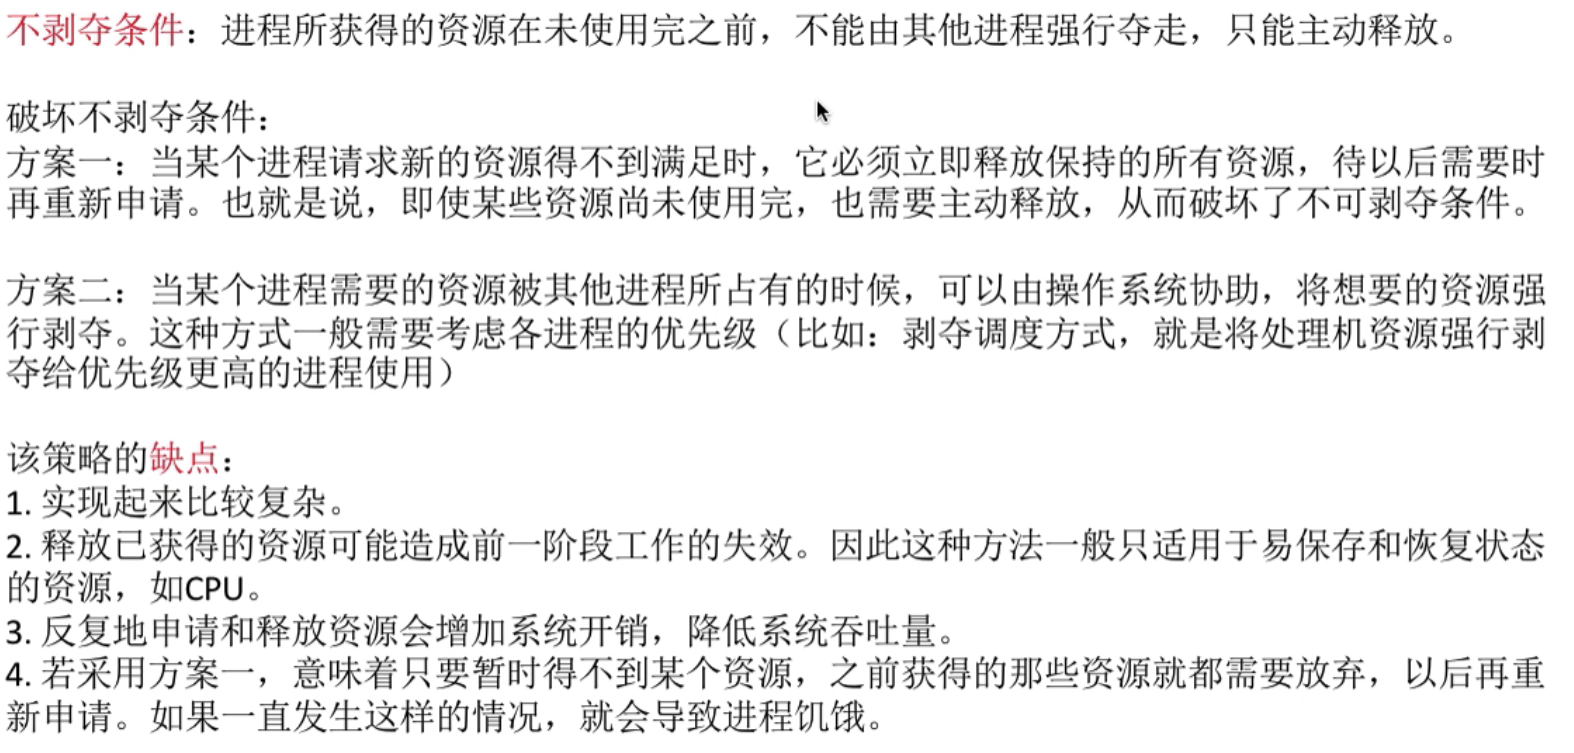 不剥夺条件：进程所获得的资源在未使用完之前，不能由其他进程强行夺走，只能主动释放。
破坏不剥夺条件：
方案一：当某个进程请求新的资源得不到满足时，它必须立即释放保持的所有资源，待以后需要时
再重新申请。也就是说，即使某些资源尚未使用完，也需要主动释放，从而破坏了不可剥夺条件。
方案二：当某个进程需要的资源被其他进程所占有的时候，可以由操作系统协助，将想要的资源强
行剥夺。这种方式一般需要考虑各进程的优先级（比如：剥夺调度方式，就是将处理机资源强行剥
夺给优先级更高的进程使用）
该策略的缺点：
1. 实现起来比较复杂。
2. 释放已获得的资源可能造成前一阶段工作的失效。因此这种方法一般只适用于易保存和恢复状态
的资源，如CPU。
3. 反复地申请和释放资源会增加系统开销，降低系统吞吐量。
4. 若采用方案一，意味着只要暂时得不到某个资源，之前获得的那些资源就都需要放弃，以后再重
新申请。如果一直发生这样的情况，就会导致进程饥饿。